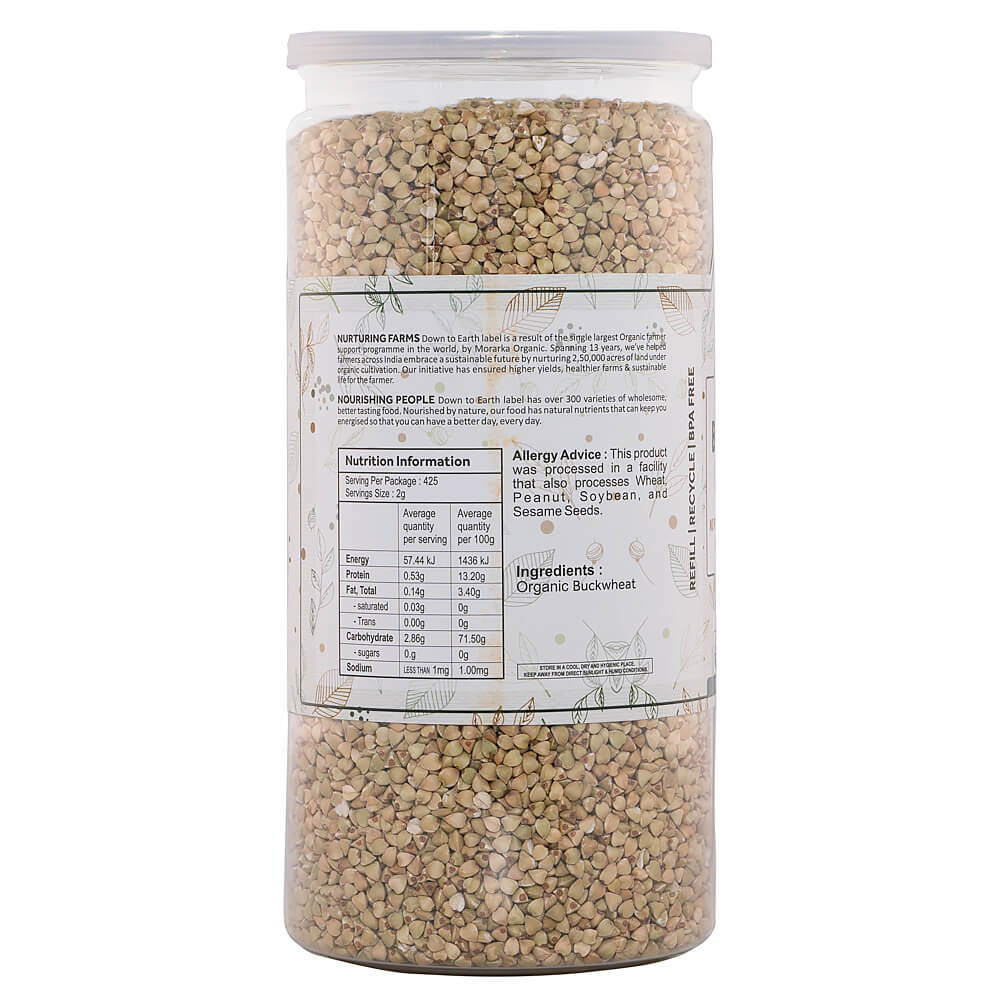 NURTURING FARMS Down to Earth label is a result of the single largest Organic farmer
support programme in the world, by Morarka Organic. Spanning 13 years, we've helped
farmers across India embrace a sustainable future by nurturing 2,50,000 acres of land under
organic cultivation. Our initiative has ensured higher yields, healthier farms & sustainable
life for the farmer.
NOURISHING PEOPLE Down to Earth label has over 300 varieties of wholesome,
better tasting food. Nourished by nature, our food has natural nutrients that can keep you
energised so that you can have a better day, every day.
Nutrition Information
Serving Per Package : 425
Servings Size : 2g
Average quantity per serving Average quantity per 100g
Energy 57.44 kJ 1436 kJ
Protein 0.53g 13.20g
Fat, Total 0.14g 3.40g
- saturated 0.03g 0g
- Trans 0.00g 0g
Carbohydrate 2.86g 71.50g
- sugars 0.g 0g
Sodium LESS THAN 1mg 1.00mg
Allergy Advice : This product
was processed in a facility
that also processes Wheat,
Peanut, Soybean, and
Sesame Seeds.
Ingredients :
Organic Buckwheat
STORE IN A COOL, DRY AND HYGIENIC PLACE.
KEEP AWAY FROM DIRECT SUNLIGHT & HUMID CONDITIONS
REFILL | RECYCLE | BPA FREE